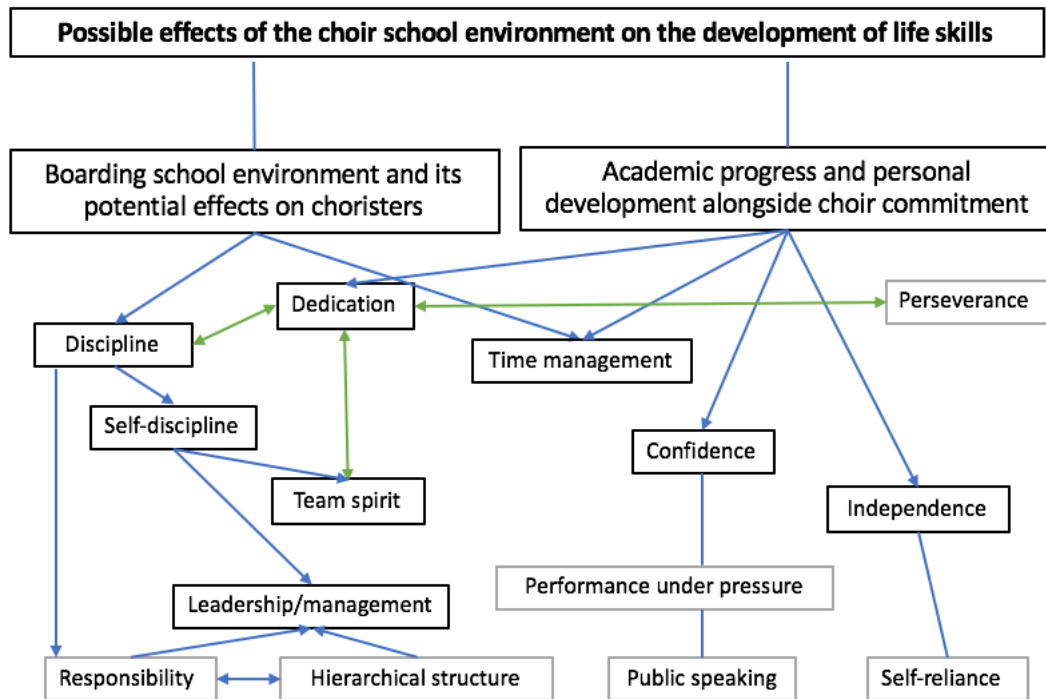 Possible effects of the choir school environment on the development of life skills
Boarding school environment and its
potential effects on choristers
Academic progress and personal
development alongside choir commitment
Dedication
Perseverance
Discipline
Time management
Self-discipline
Confidence
Team spirit
Independence
Performance under pressure
Leadership/management
Responsibility
Hierarchical structure
Public speaking
Self-reliance